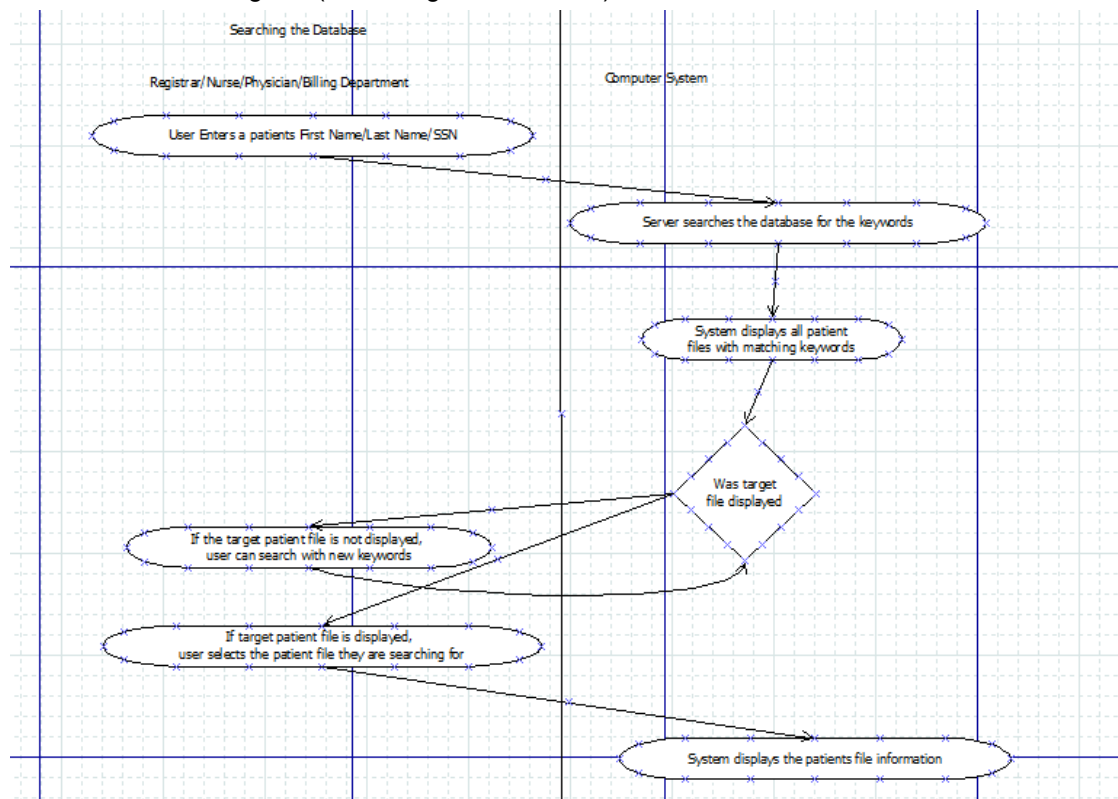 Searching the Database
Registrar/Nurse/Physician/Billing Department
Computer System
User Enters a patients First Name/Last Name/SSN
Server searches the database for the keywords
System displays all patient
files with matching keywords
Was target
file displayed
If the target patient file is not displayed,
user can search with new keywords
If target patient file is displayed,
user selects the patient file they are searching for
System displays the patients file information